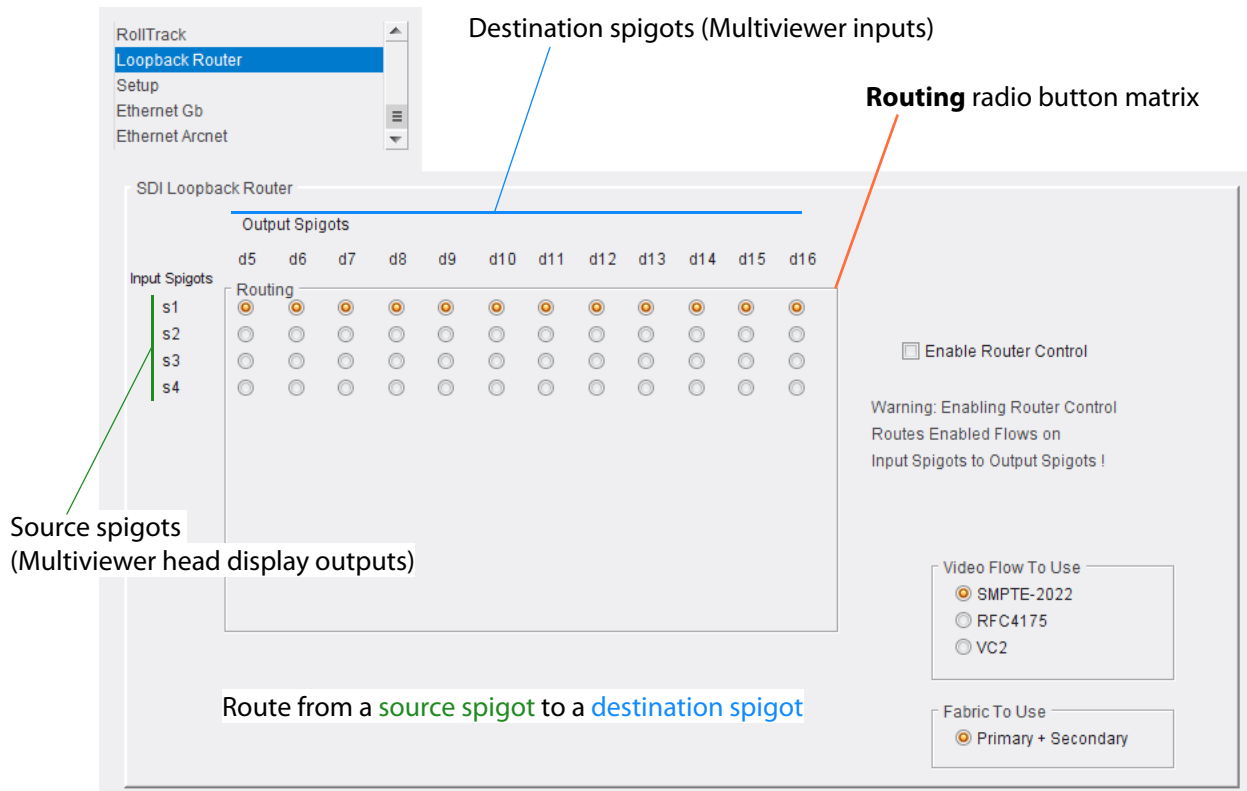 RollTrack
Loopback Router
Setup
Ethernet Gb
Ethernet Arcnet
Destination spigots (Multiviewer inputs)
Routing radio button matrix
SDI Loopback Router
Output Spigots
d5 d6 d7 d8 d9 d10 d11 d12 d13 d14 d15 d16
Input Spigots
Routing
s1
s2
s3
s4
Enable Router Control
Warning: Enabling Router Control
Routes Enabled Flows on
Input Spigots to Output Spigots !
Source spigots
(Multiviewer head display outputs)
Video Flow To Use
SMPTE-2022
RFC4175
VC2
Route from a source spigot to a destination spigot
Fabric To Use
Primary + Secondary